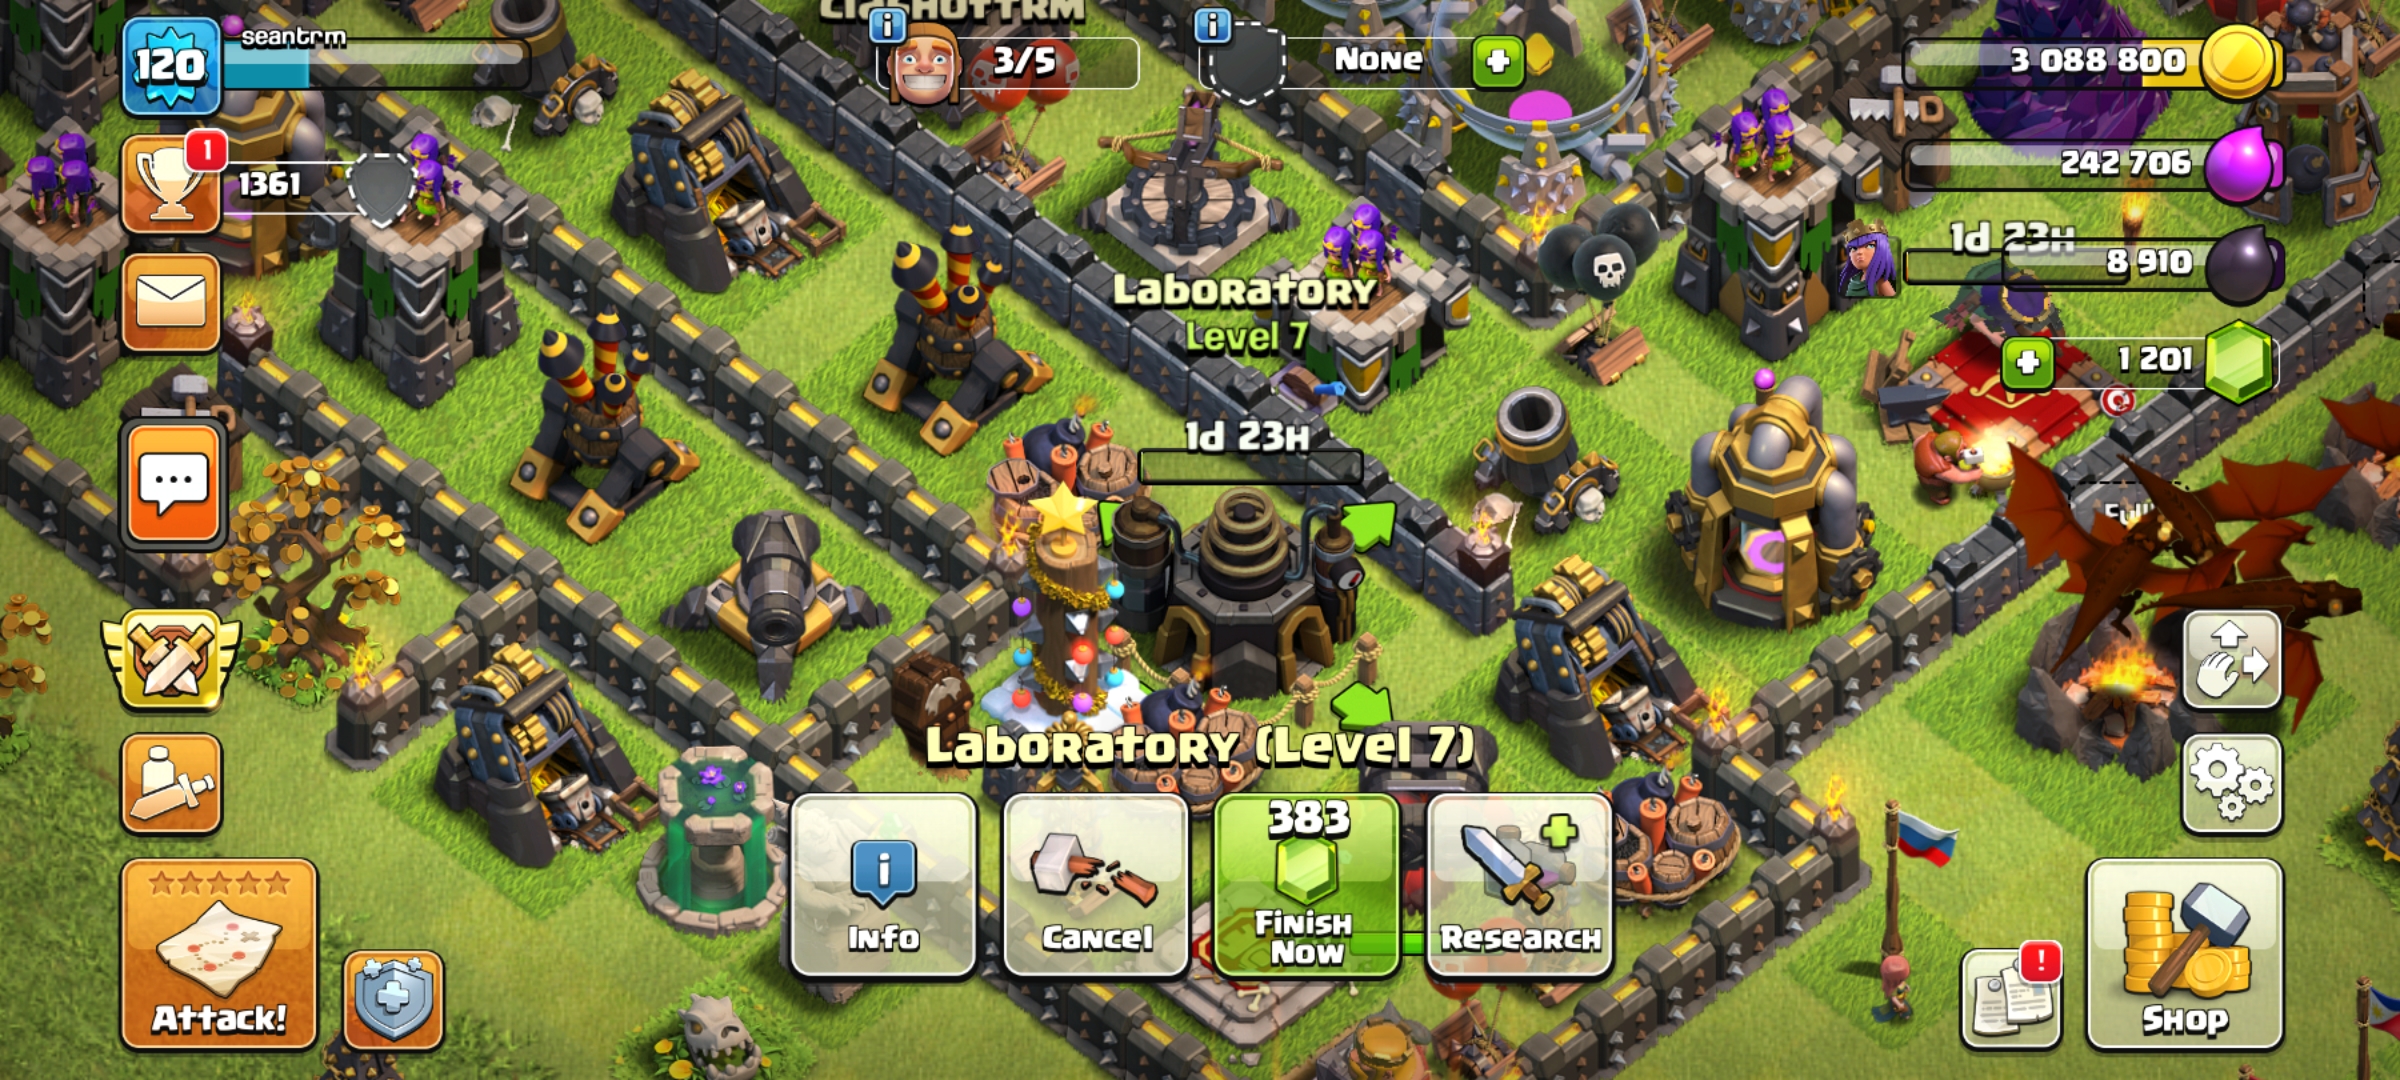 120
seantrm
3/5
None
3 088 800
1
1361
242 706
1d 23h
8 910
Laboratory
Level 7
1 201
1d 23h
Laboratory (Level 7)
383
Info
Cancel
Finish
Now
Research
Attack!
!
Shop